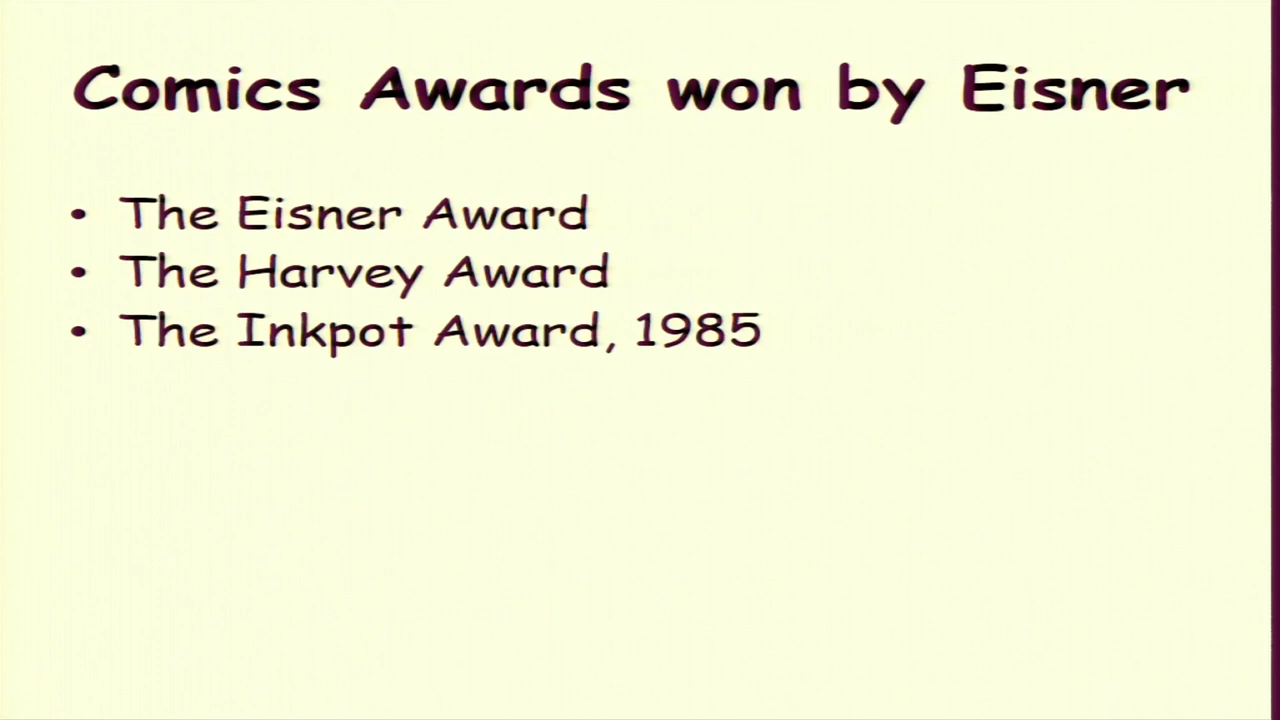 Comics Awards won by Eisner
• The Eisner Award
• The Harvey Award
• The Inkpot Award, 1985